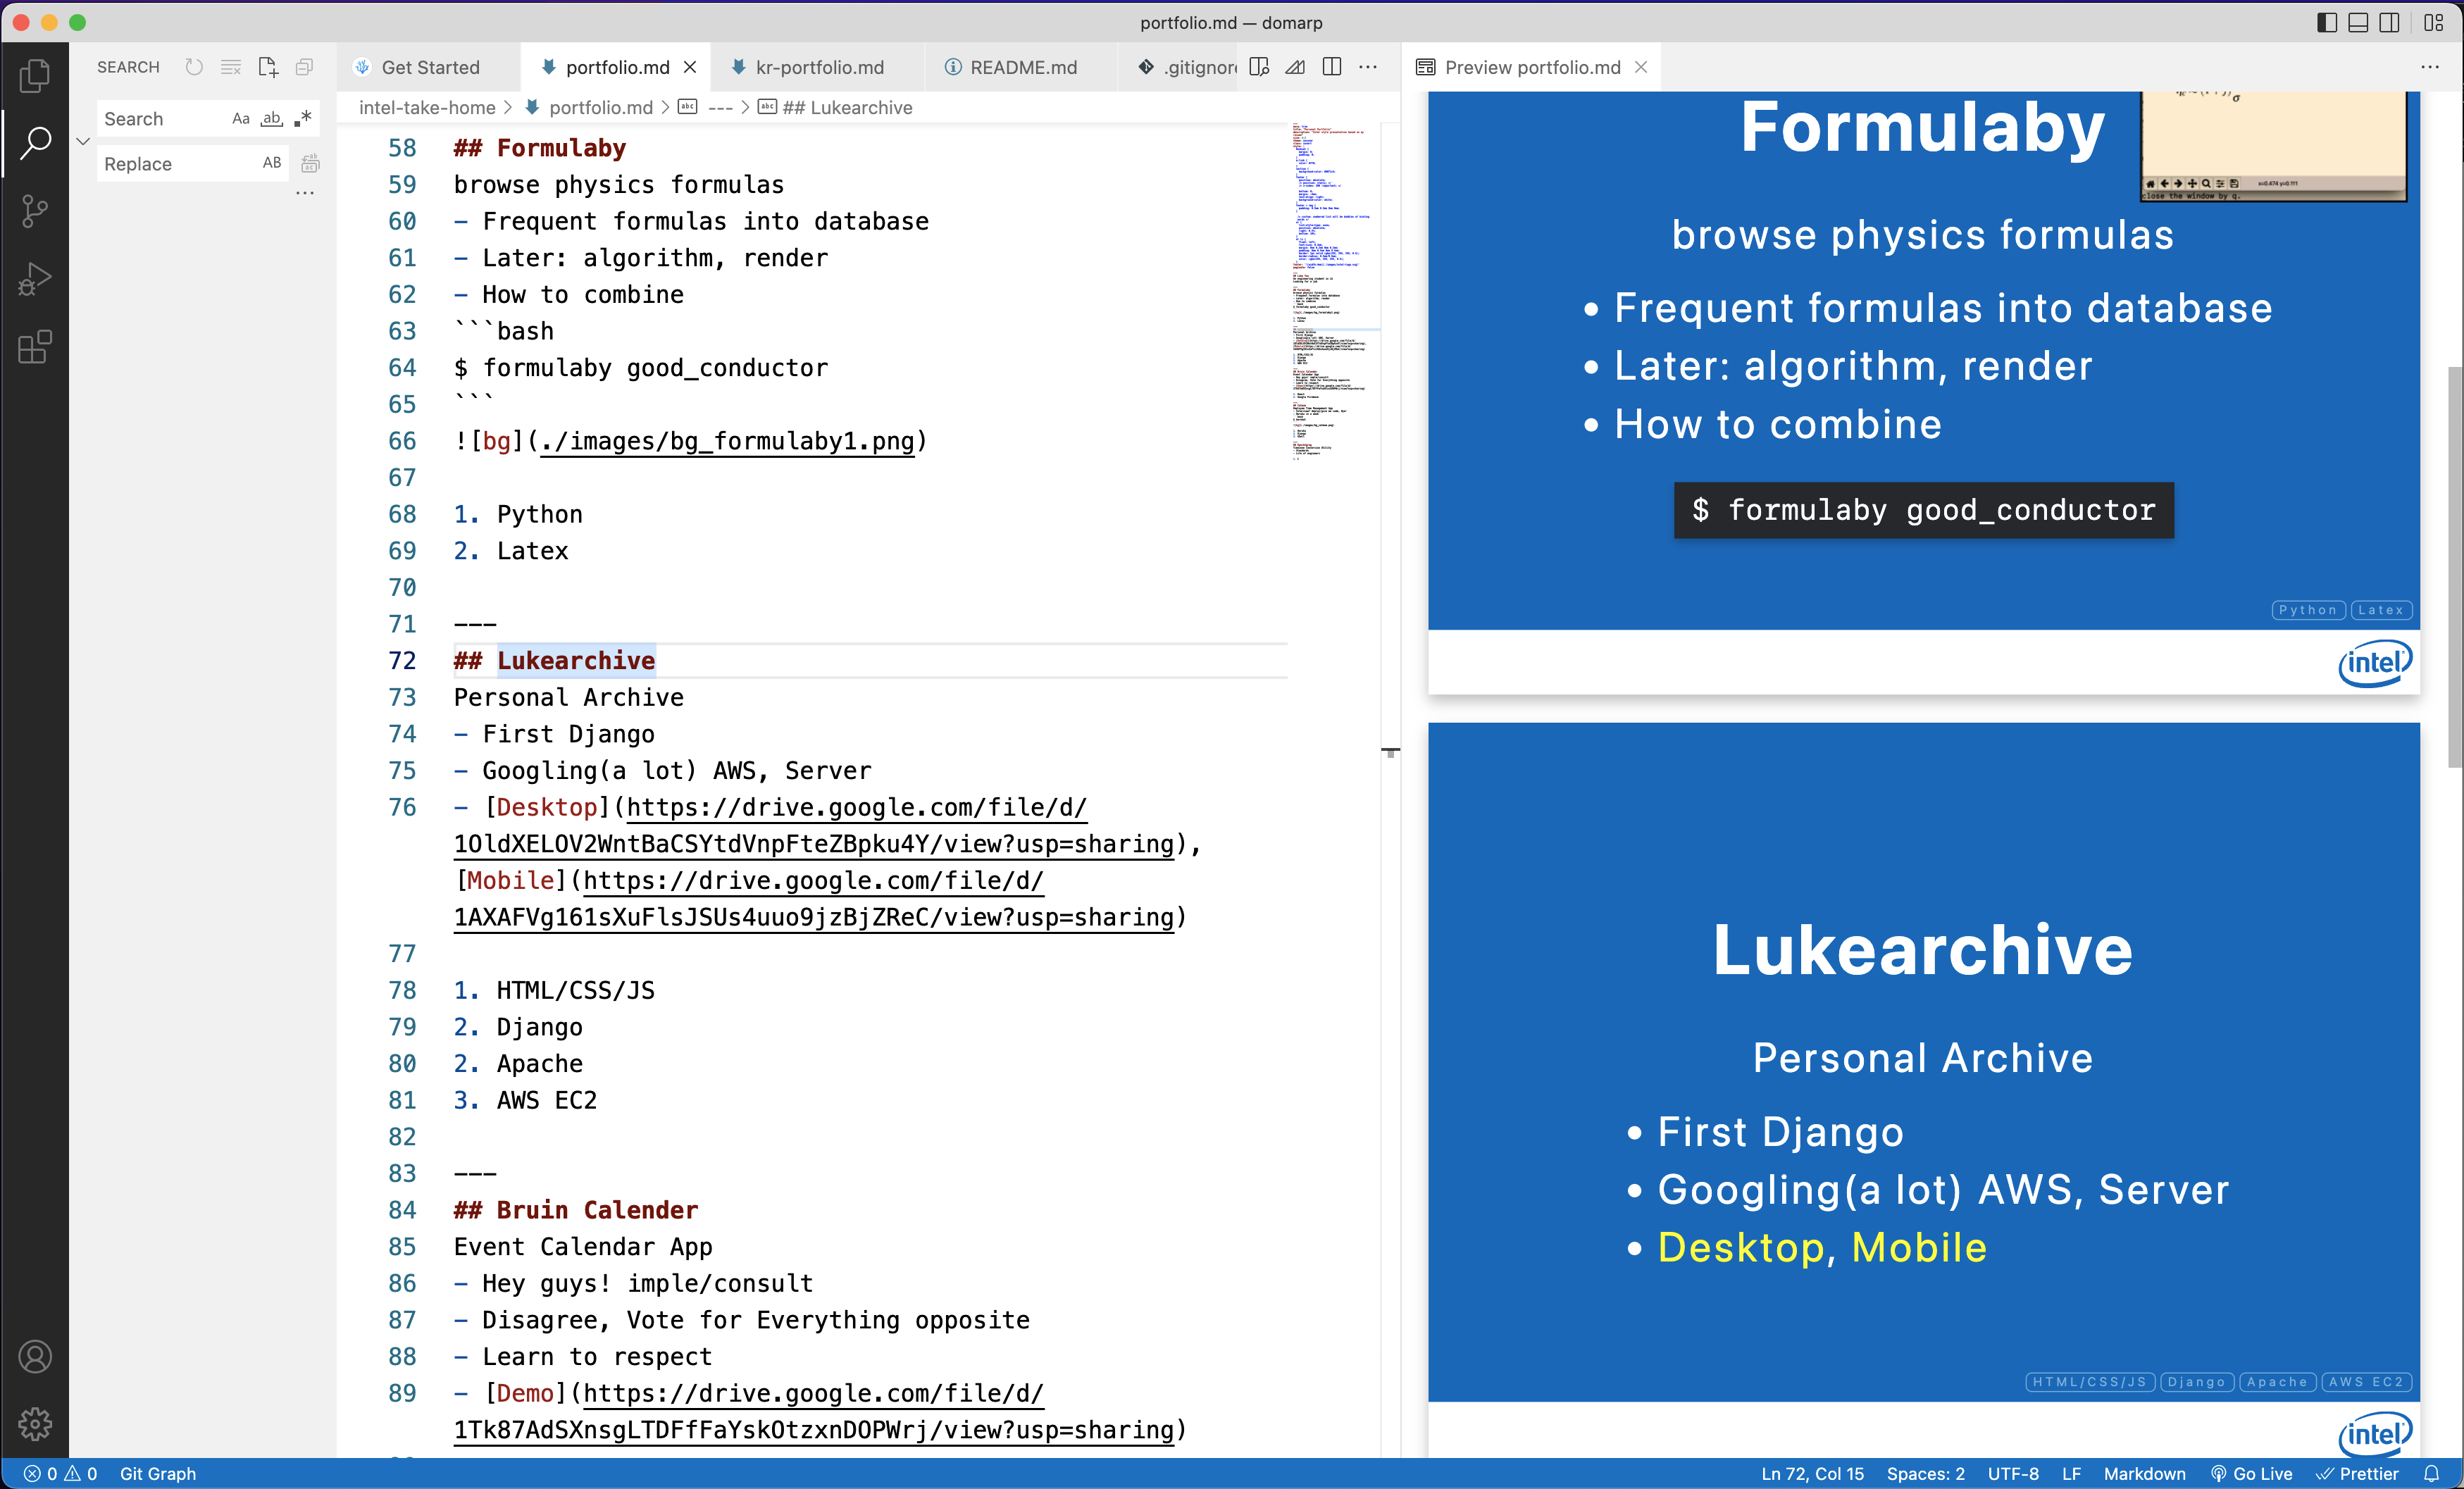 portfolio.md — domarp
SEARCH
Search
Aa
ab
Replace
AB
Get Started
portfolio.md
kr-portfolio.md
README.md
.gitignore
Preview portfolio.md
intel-take-home > portfolio.md > --- > ## Lukearchive
58 ## Formulaby
59 browse physics formulas
60 - Frequent formulas into database
61 - Later: algorithm, render
62 - How to combine
63 ```bash
64 $ formulaby good_conductor
65 ```
66 ![bg](./images/bg_formulaby1.png)
67
68 1. Python
69 2. Latex
70
71 ---
72 ## Lukearchive
73 Personal Archive
74 - First Django
75 - Googling(a lot) AWS, Server
76 - [Desktop](https://drive.google.com/file/d/
1OldXELOV2WntBaCSYtdVnpFteZBpku4Y/view?usp=sharing),
[Mobile](https://drive.google.com/file/d/
1AXAFVg161sXuFlsJSUs4uuo9jzBjZReC/view?usp=sharing)
77
78 1. HTML/CSS/JS
79 2. Django
80 2. Apache
81 3. AWS EC2
82
83 ---
84 ## Bruin Calender
85 Event Calendar App
86 - Hey guys! imple/consult
87 - Disagree, Vote for Everything opposite
88 - Learn to respect
89 - [Demo](https://drive.google.com/file/d/
1Tk87AdSXnsgLTDFfFaYskOtzxnDOPWrj/view?usp=sharing)
Formulaby
close the window by q.
browse physics formulas
• Frequent formulas into database
• Later: algorithm, render
• How to combine
$ formulaby good_conductor
Python
Latex
intel
Lukearchive
Personal Archive
• First Django
• Googling(a lot) AWS, Server
• Desktop, Mobile
HTML/CSS/JS
Django
Apache
AWS EC2
intel
0
0
Git Graph
Ln 72, Col 15
Spaces: 2
UTF-8
LF
Markdown
Go Live
Prettier